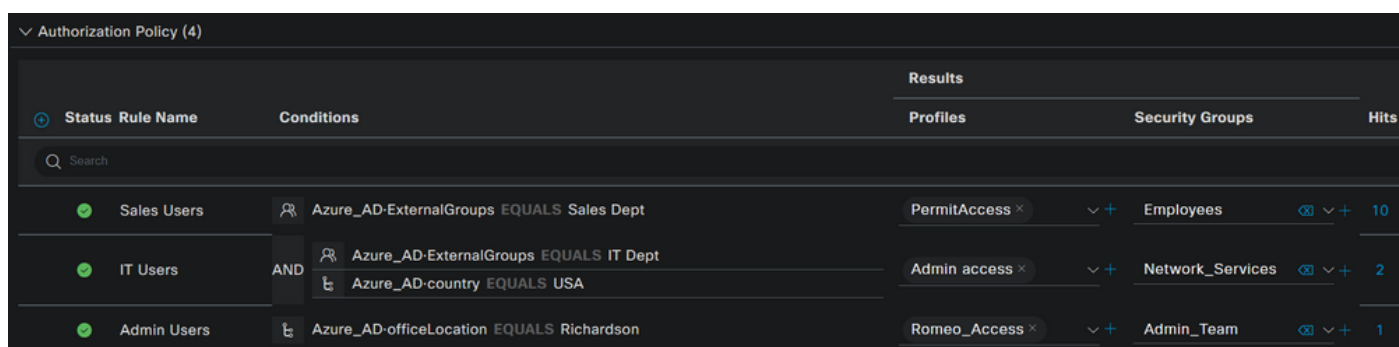 Authorization Policy (4)
Results
Status Rule Name Conditions Profiles Security Groups Hits
Search
Sales Users Azure_AD·ExternalGroups EQUALS Sales Dept PermitAccess × Employees 10
Azure_AD·ExternalGroups EQUALS IT Dept
IT Users AND Admin access × Network_Services 2
Azure_AD·country EQUALS USA
Admin Users Azure_AD·officeLocation EQUALS Richardson Romeo_Access × Admin_Team 1